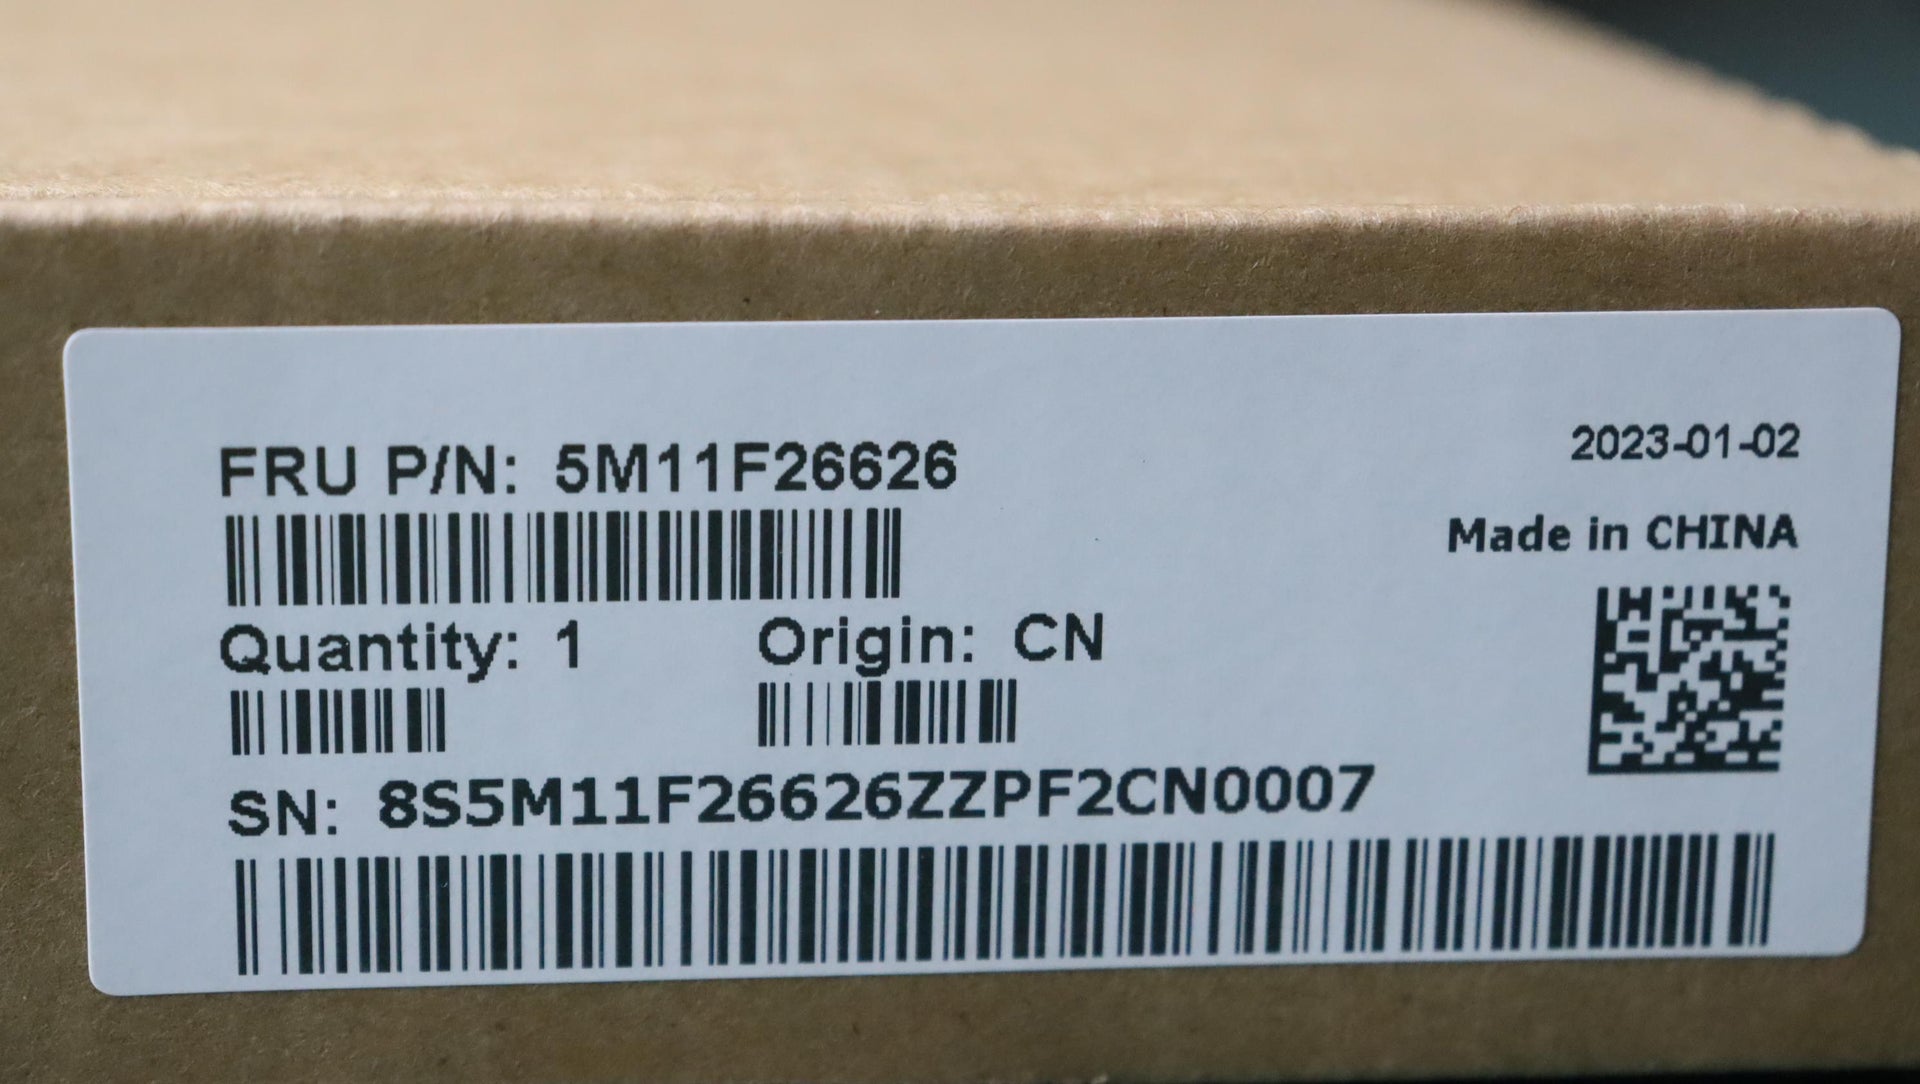 2023-01-02
FRU P/N: 5M11F26626
Made in CHINA
Quantity: 1 Origin: CN
SN: 8S5M11F26626ZZPF2CN0007